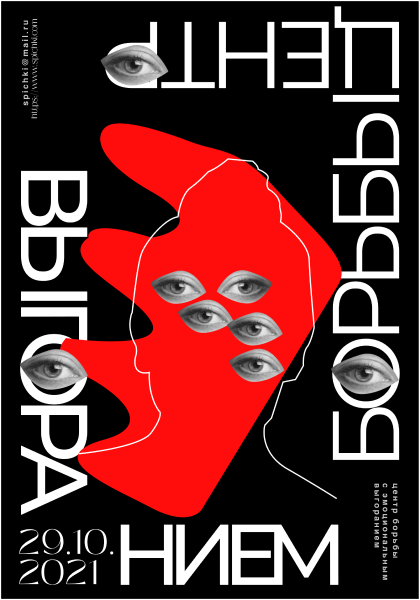 ЦЕНТР
БОРЬБЫ
ВЫГОРА
НИЕМ
spichki@mail.ru
https://www.spichki.com
центр борьбы
с эмоциональным
выгоранием
29.10.
2021